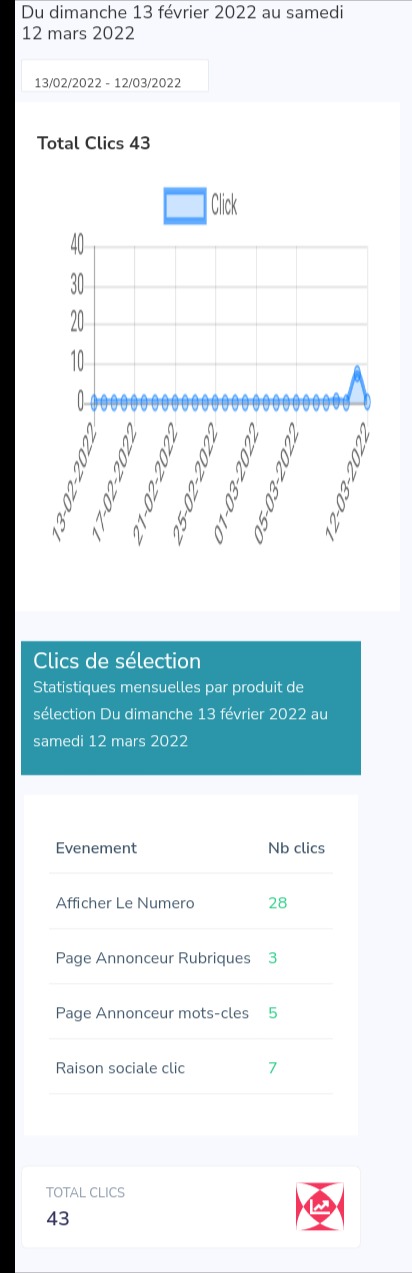 Du dimanche 13 février 2022 au samedi
12 mars 2022
13/02/2022 - 12/03/2022
Total Clics 43
Click
40
30
20
10
0
13-02-2022
17-02-2022
21-02-2022
25-02-2022
01-03-2022
05-03-2022
12-03-2022
Clics de sélection
Statistiques mensuelles par produit de
sélection Du dimanche 13 février 2022 au
samedi 12 mars 2022
Evenement Nb clics
Afficher Le Numero 28
Page Annonceur Rubriques 3
Page Annonceur mots-cles 5
Raison sociale clic 7
TOTAL CLICS
43